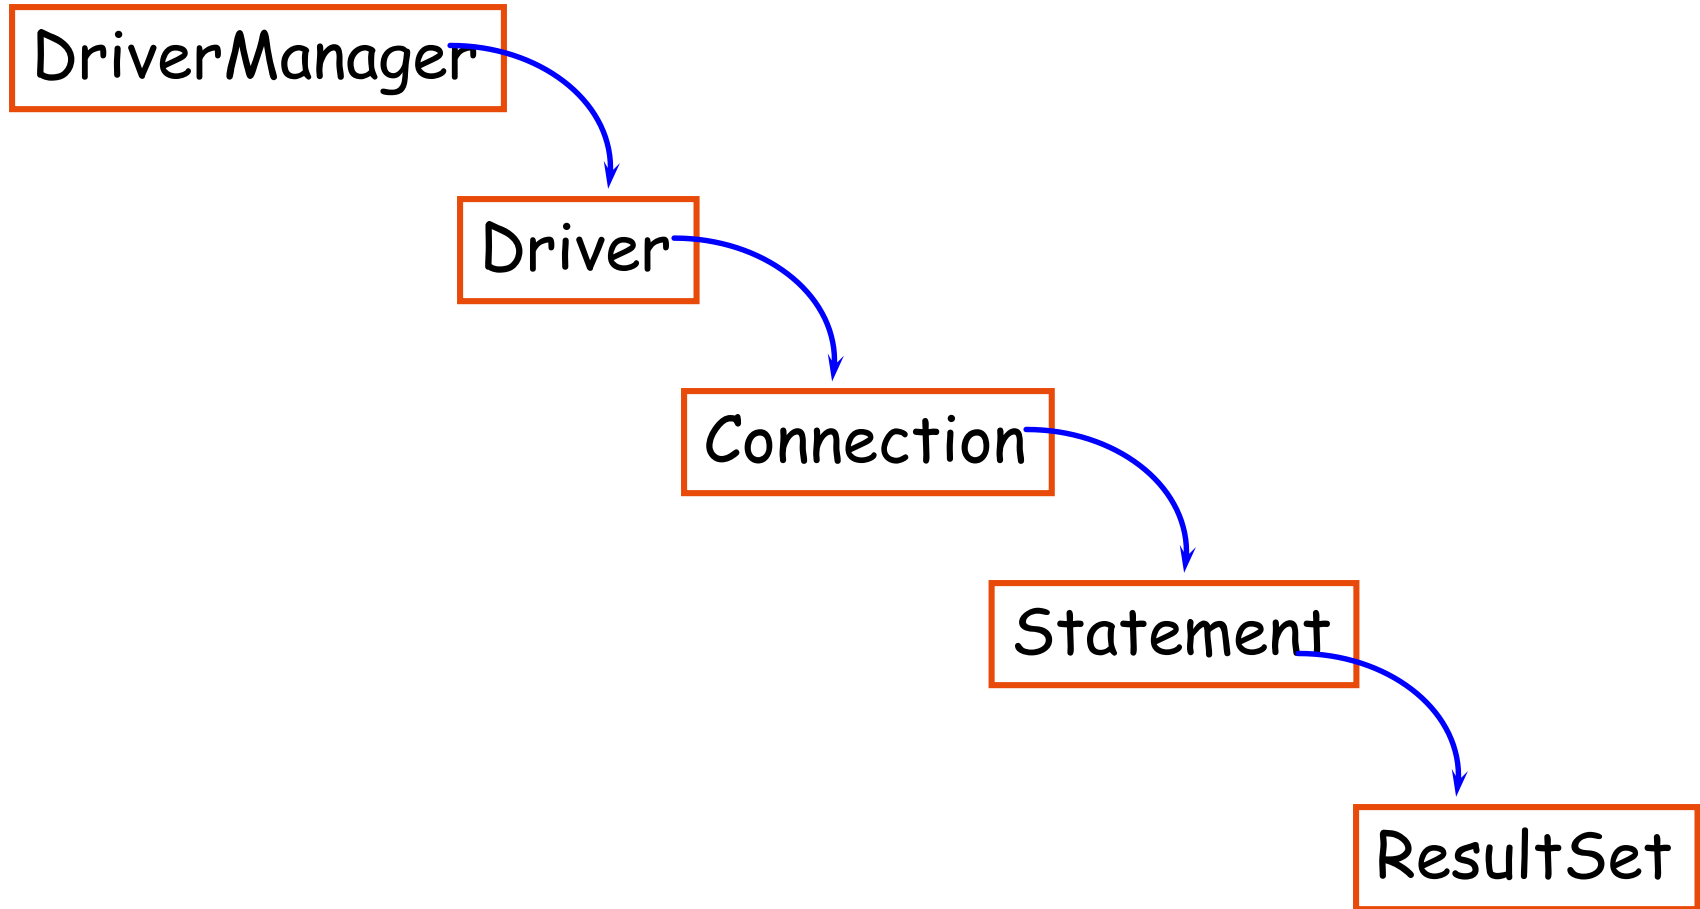 DriverManager
Driver
Connection
Statement
ResultSet